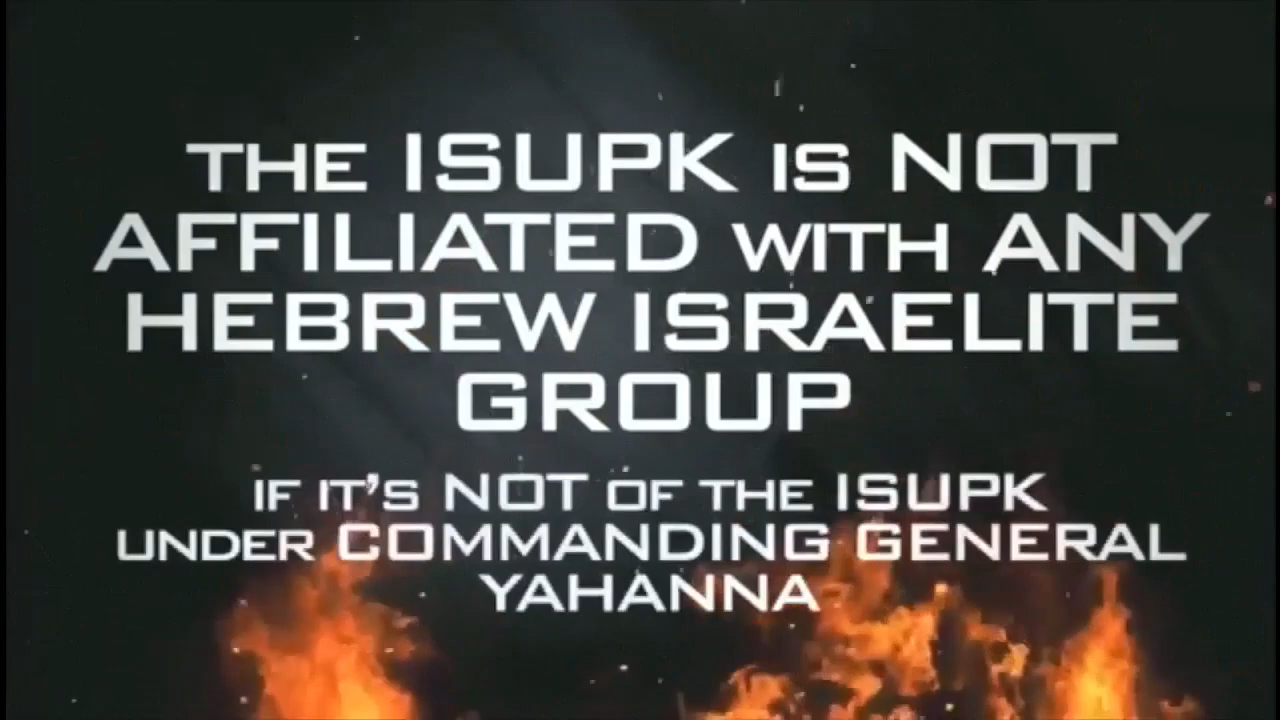 THE ISUPK IS NOT
AFFILIATED WITH ANY
HEBREW ISRAELITE
GROUP
IF IT'S NOT OF THE ISUPK
UNDER COMMANDING GENERAL
YAHANNA